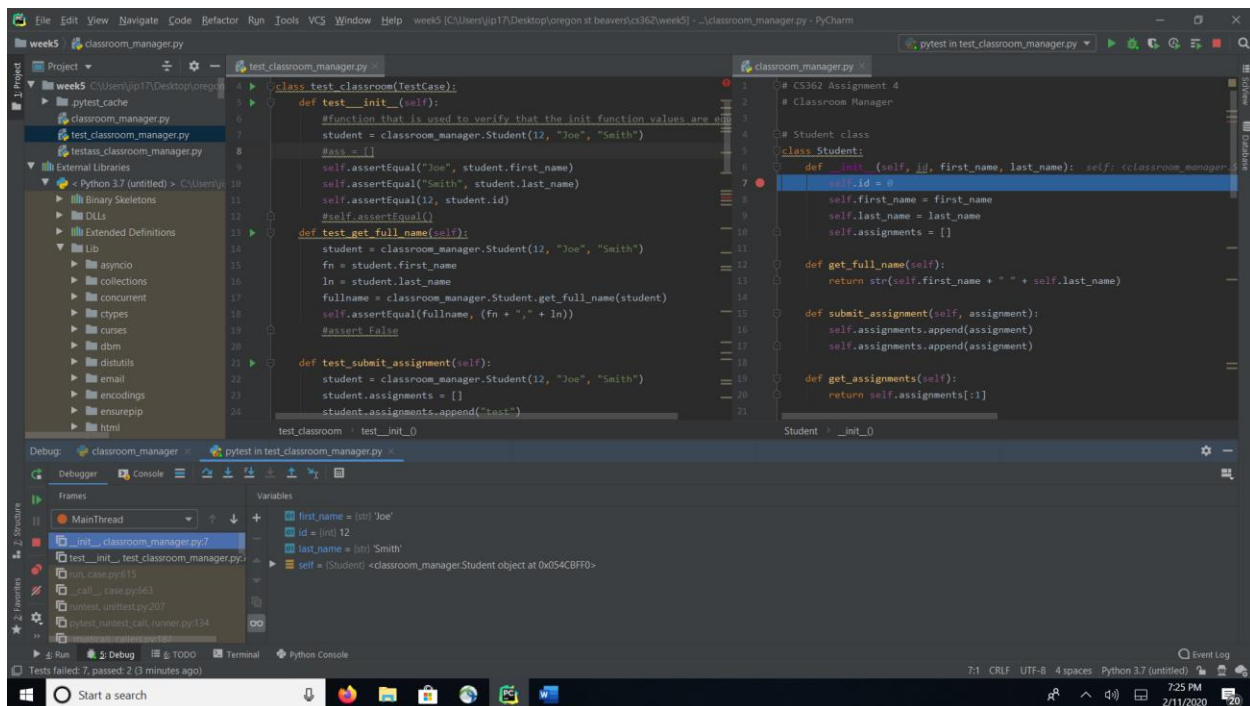 File Edit View Navigate Code Refactor Run Tools VCS Window Help week5 [C:\Users\jip17\Desktop\oregon st beavers\cs362\week5] - ...\classroom_manager.py - PyCharm
week5 classroom_manager.py pytest in test_classroom_manager.py
Project
week5 C:\Users\jip17\Desktop\oregon
.pytest_cache
classroom_manager.py
test_classroom_manager.py
testass_classroom_manager.py
External Libraries
< Python 3.7 (untitled) > C:\Users\ji
Binary Skeletons
DLLs
Extended Definitions
Lib
asyncio
collections
concurrent
ctypes
curses
dbm
distutils
email
encodings
ensurepip
html
test_classroom_manager.py
4 class test_classroom(TestCase):
5 def test___init__(self):
6 #function that is used to verify that the init function values are equ
7 student = classroom_manager.Student(12, "Joe", "Smith")
8 #ass = []
9 self.assertEqual("Joe", student.first_name)
10 self.assertEqual("Smith", student.last_name)
11 self.assertEqual(12, student.id)
12 #self.assertEqual()
13 def test_get_full_name(self):
14 student = classroom_manager.Student(12, "Joe", "Smith")
15 fn = student.first_name
16 ln = student.last_name
17 fullname = classroom_manager.Student.get_full_name(student)
18 self.assertEqual(fullname, (fn + "," + ln))
19 #assert False
20
21 def test_submit_assignment(self):
22 student = classroom_manager.Student(12, "Joe", "Smith")
23 student.assignments = []
24 student.assignments.append("test")
test_classroom test___init__()
classroom_manager.py
1 # CS362 Assignment 4
2 # Classroom Manager
3
4 # Student class
5 class Student:
6 def __init__(self, id, first_name, last_name): self: <classroom_manager.S
7 self.id = 0
8 self.first_name = first_name
9 self.last_name = last_name
10 self.assignments = []
11
12 def get_full_name(self):
13 return str(self.first_name + " " + self.last_name)
14
15 def submit_assignment(self, assignment):
16 self.assignments.append(assignment)
17 self.assignments.append(assignment)
18
19 def get_assignments(self):
20 return self.assignments[:1]
21
Student __init__()
1: Project
SciView
Database
Z: Structure
2: Favorites
Debug: classroom_manager pytest in test_classroom_manager.py
Debugger Console
Frames
MainThread
__init__, classroom_manager.py:7
test___init__, test_classroom_manager.py:
run, case.py:615
__call__, case.py:663
runtest, unittest.py:207
pytest_runtest_call, runner.py:134
_multicall, callers.py:187
Variables
first_name = {str} 'Joe'
id = {int} 12
last_name = {str} 'Smith'
self = {Student} <classroom_manager.Student object at 0x054CBFF0>
4: Run 5: Debug 6: TODO Terminal Python Console Event Log
Tests failed: 7, passed: 2 (3 minutes ago) 7:1 CRLF UTF-8 4 spaces Python 3.7 (untitled)
Start a search
7:25 PM
2/11/2020
20